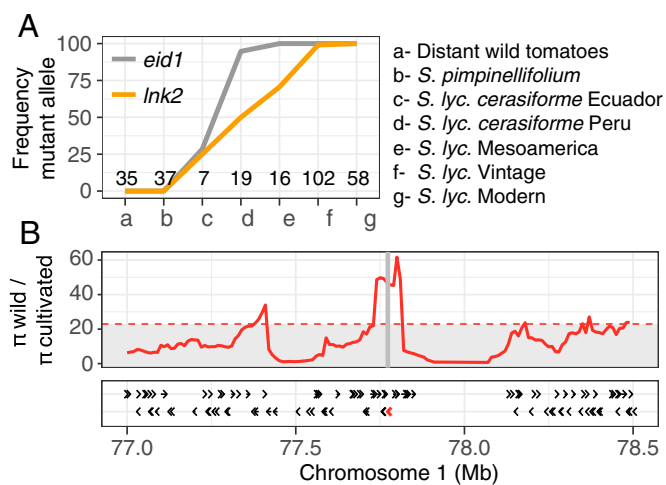 A
Frequency
mutant allele
100
75
50
25
0
eid1
lnk2
35 37 7 19 16 102 58
a b c d e f g
a- Distant wild tomatoes
b- S. pimpinellifolium
c- S. lyc. cerasiforme Ecuador
d- S. lyc. cerasiforme Peru
e- S. lyc. Mesoamerica
f- S. lyc. Vintage
g- S. lyc. Modern
B
π wild /
π cultivated
60
40
20
0
77.0 77.5 78.0 78.5
Chromosome 1 (Mb)